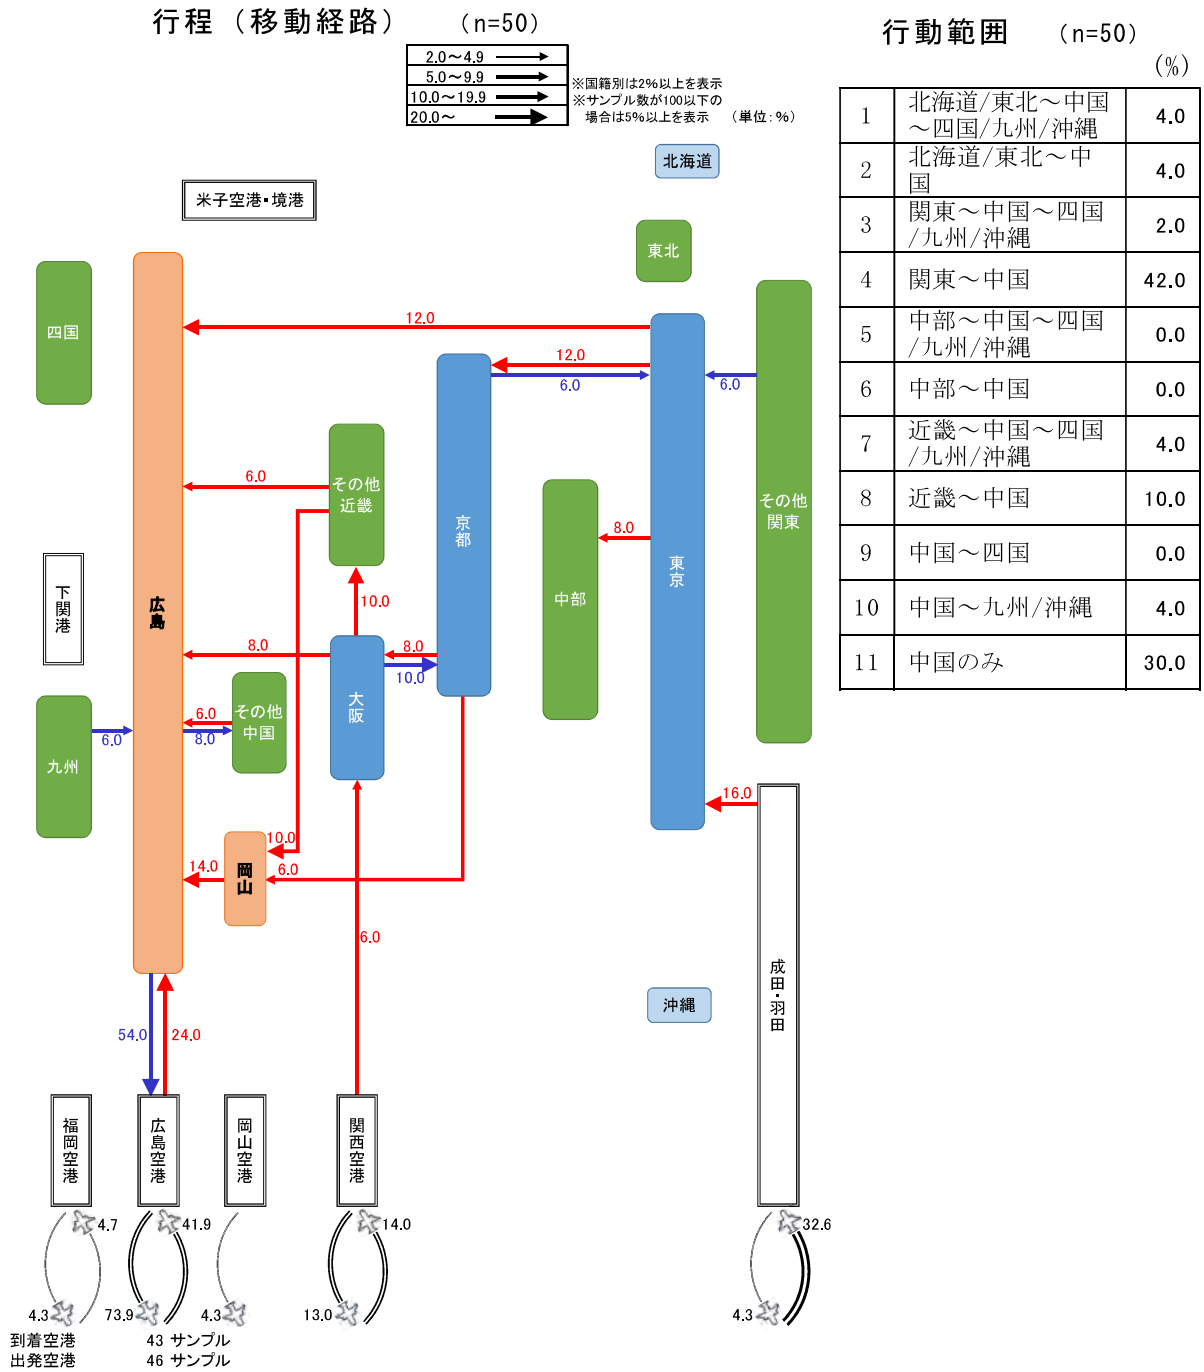 行程（移動経路） （n=50）
2.0～4.9
5.0～9.9
10.0～19.9
20.0～
※国籍別は2%以上を表示
※サンプル数が100以下の
場合は5%以上を表示 （単位：%）
行動範囲 （n=50）
（%）
1 北海道/東北～中国
～四国/九州/沖縄 4.0
2 北海道/東北～中
国 4.0
3 関東～中国～四国
/九州/沖縄 2.0
4 関東～中国 42.0
5 中部～中国～四国
/九州/沖縄 0.0
6 中部～中国 0.0
7 近畿～中国～四国
/九州/沖縄 4.0
8 近畿～中国 10.0
9 中国～四国 0.0
10 中国～九州/沖縄 4.0
11 中国のみ 30.0
北海道
米子空港・境港
東北
四国
12.0
12.0
6.0
6.0
6.0
その他
近畿
京都
その他
関東
8.0
東京
中部
下関港
広島
10.0
8.0
8.0
10.0
大阪
その他
中国
6.0
8.0
6.0
九州
16.0
10.0
14.0
岡山
6.0
6.0
成田・羽田
沖縄
54.0
24.0
福岡空港
広島空港
岡山空港
関西空港
4.7
41.9
14.0
32.6
4.3
73.9
4.3
13.0
4.3
到着空港 43 サンプル
出発空港 46 サンプル